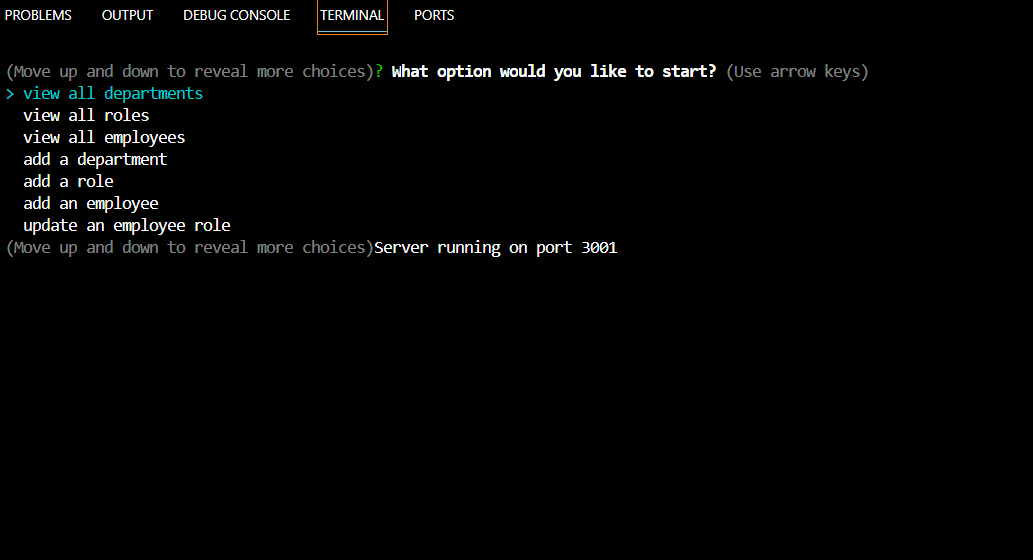 PROBLEMS OUTPUT DEBUG CONSOLE TERMINAL PORTS
(Move up and down to reveal more choices)? What option would you like to start? (Use arrow keys)
> view all departments
view all roles
view all employees
add a department
add a role
add an employee
update an employee role
(Move up and down to reveal more choices)Server running on port 3001